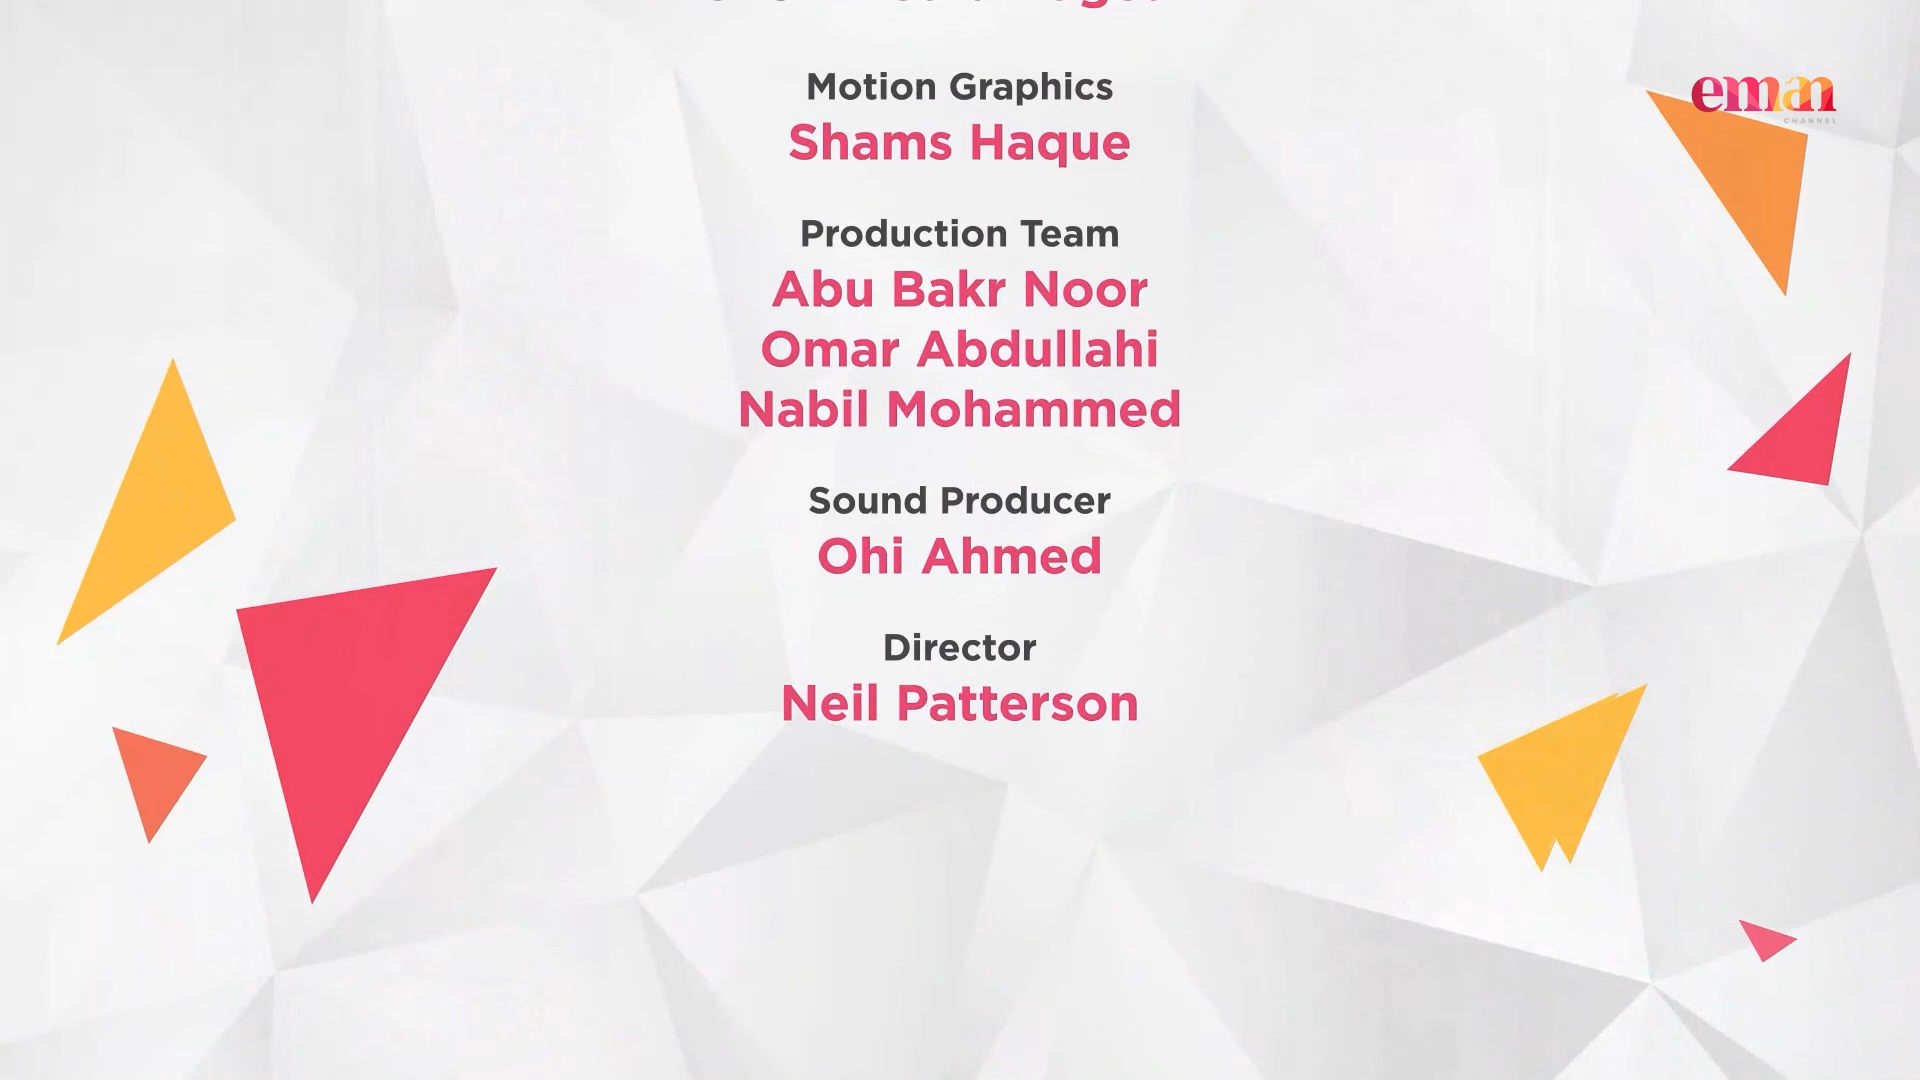 Motion Graphics
Shams Haque
Production Team
Abu Bakr Noor
Omar Abdullahi
Nabil Mohammed
Sound Producer
Ohi Ahmed
Director
Neil Patterson
eman
CHANNEL